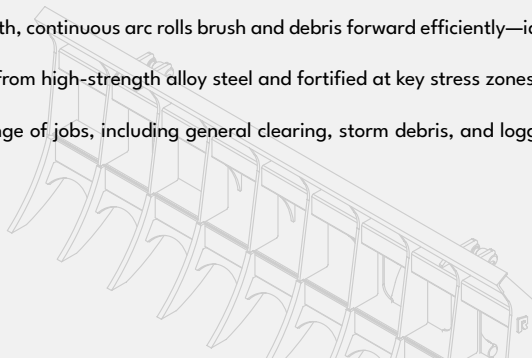 th, continuous arc rolls brush and debris forward efficiently—i
from high-strength alloy steel and fortified at key stress zones
nge of jobs, including general clearing, storm debris, and logg